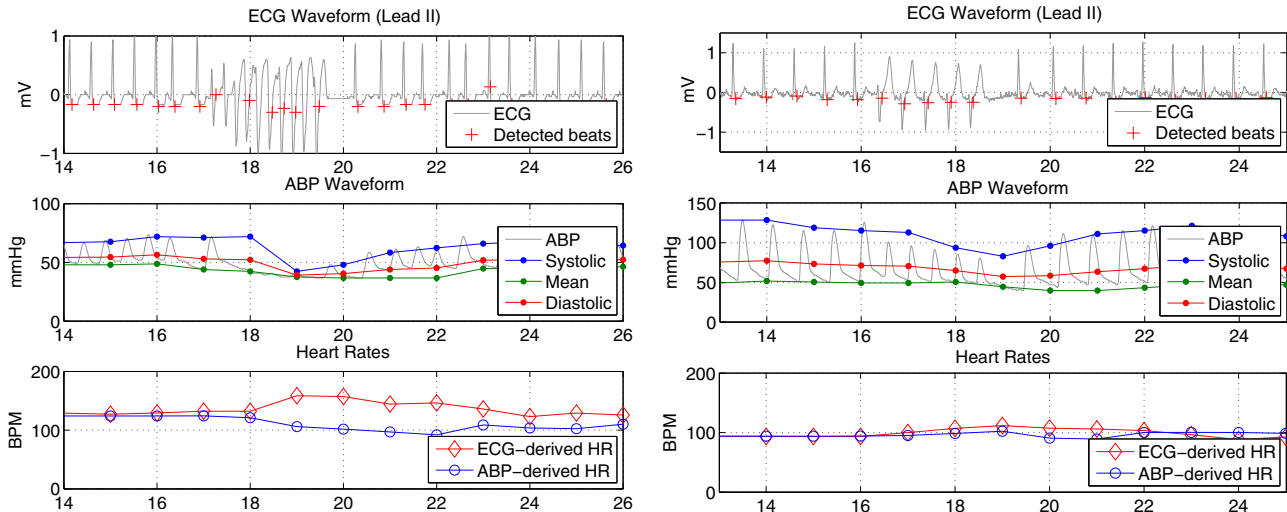 ECG Waveform (Lead II)
1
0
−1
mV
ECG
Detected beats
14 16 18 20 22 24 26
ABP Waveform
100
50
0
mmHg
ABP
Systolic
Mean
Diastolic
14 16 18 20 22 24 26
Heart Rates
200
100
0
BPM
ECG−derived HR
ABP−derived HR
14 16 18 20 22 24 26
ECG Waveform (Lead II)
1
0
−1
mV
ECG
Detected beats
14 16 18 20 22 24
ABP Waveform
150
100
50
0
mmHg
ABP
Systolic
Mean
Diastolic
14 16 18 20 22 24
Heart Rates
200
100
0
BPM
ECG−derived HR
ABP−derived HR
14 16 18 20 22 24